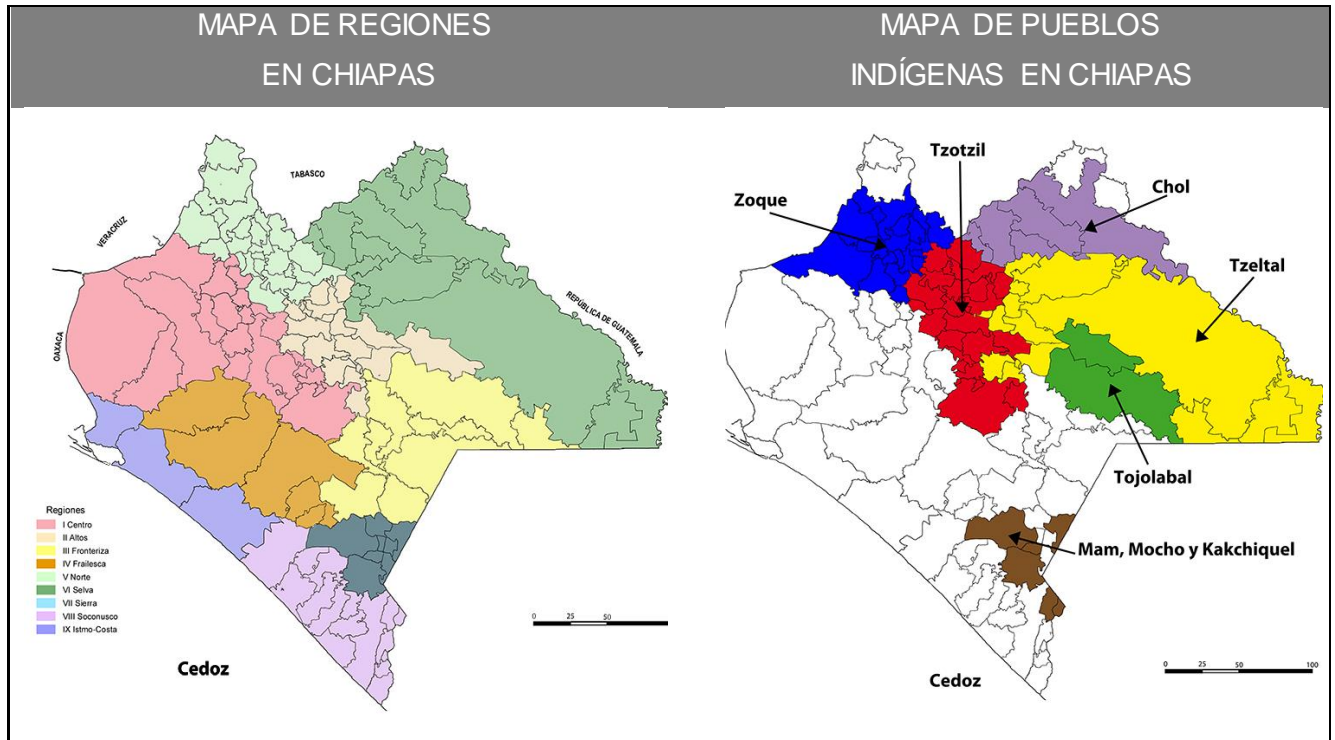 MAPA DE REGIONES
EN CHIAPAS
TABASCO
VERACRUZ
OAXACA
REPÚBLICA DE GUATEMALA
Regiones
I Centro
II Altos
III Fronteriza
IV Frailesca
V Norte
VI Selva
VII Sierra
VIII Soconusco
IX Istmo-Costa
0 25 50
Cedoz
MAPA DE PUEBLOS
INDÍGENAS EN CHIAPAS
Tzotzil
Zoque
Chol
Tzeltal
Tojolabal
Mam, Mocho y Kakchiquel
0 25 50 100
Cedoz